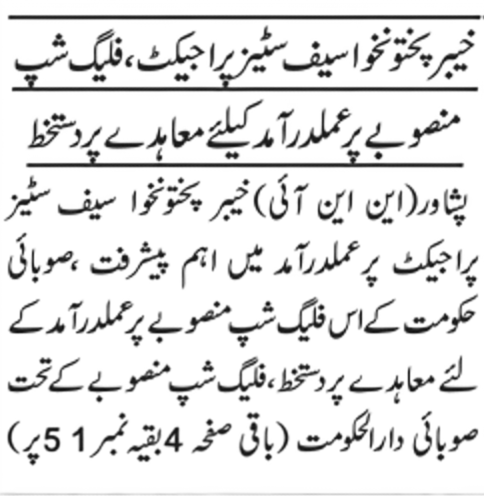 خیبر پختونخوا سیف سٹیز پراجیکٹ، فلیگ شپ
منصوبے پر عملدرآمد کیلئے معاہدے پر دستخط
پشاور (این این آئی) خیبر پختونخوا سیف سٹیز
پراجیکٹ پر عملدرآمد میں اہم پیشرفت ،صوبائی
حکومت کے اس فلیگ شپ منصوبے پر عملدرآمد کے
لئے معاہدے پر دستخط، فلیگ شپ منصوبے کے تحت
صوبائی دارالحکومت (باقی صفحہ 4 بقیہ نمبر 51 پر)